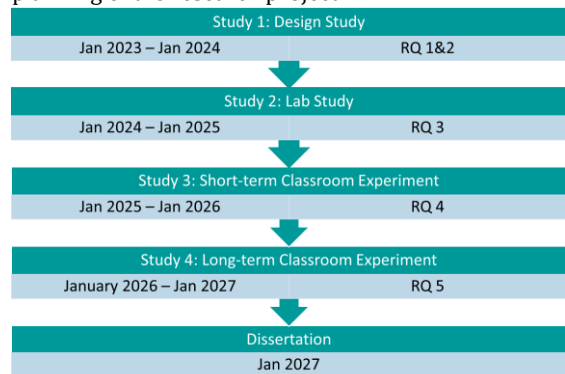 Study 1: Design Study
Jan 2023 – Jan 2024 RQ 1&2
Study 2: Lab Study
Jan 2024 – Jan 2025 RQ 3
Study 3: Short-term Classroom Experiment
Jan 2025 – Jan 2026 RQ 4
Study 4: Long-term Classroom Experiment
January 2026 – Jan 2027 RQ 5
Dissertation
Jan 2027